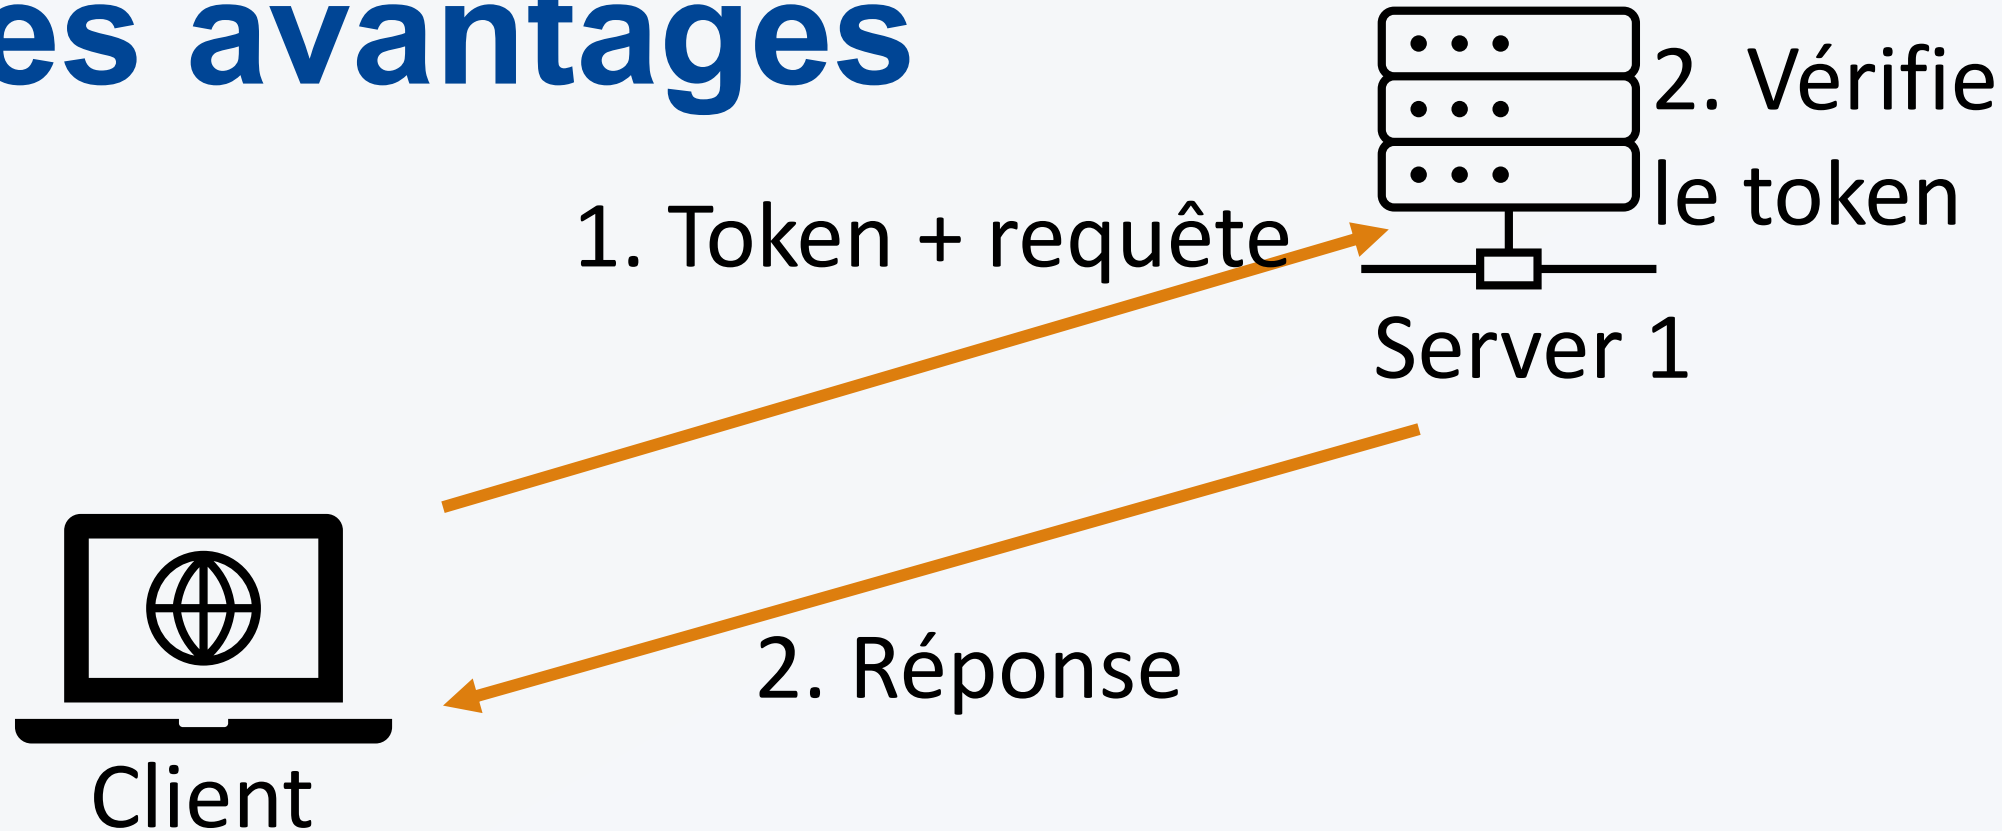 es avantages
2. Vérifie
le token
1. Token + requête
Server 1
2. Réponse
Client